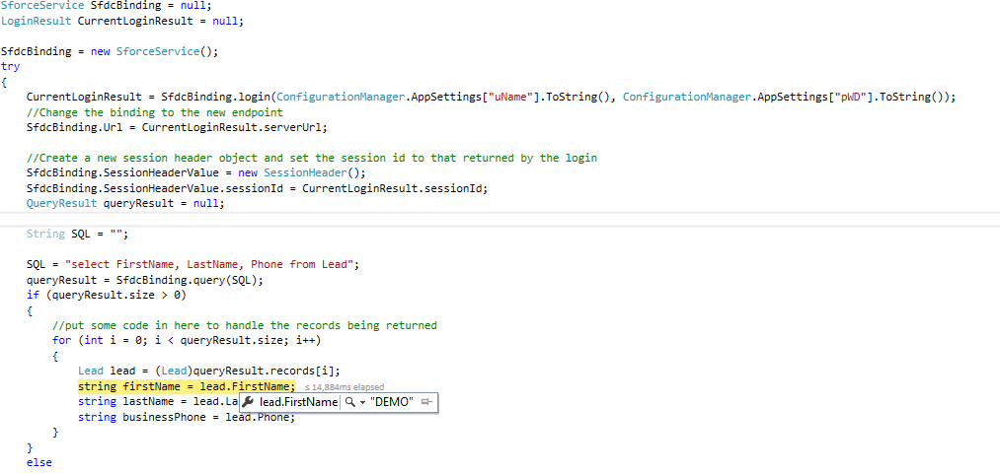 SforceService SfdcBinding = null;
LoginResult CurrentLoginResult = null;

SfdcBinding = new SforceService();
try
{
    CurrentLoginResult = SfdcBinding.login(ConfigurationManager.AppSettings["uName"].ToString(), ConfigurationManager.AppSettings["pWD"].ToString());
    //Change the binding to the new endpoint
    SfdcBinding.Url = CurrentLoginResult.serverUrl;

    //Create a new session header object and set the session id to that returned by the login
    SfdcBinding.SessionHeaderValue = new SessionHeader();
    SfdcBinding.SessionHeaderValue.sessionId = CurrentLoginResult.sessionId;
    QueryResult queryResult = null;

    String SQL = "";

    SQL = "select FirstName, LastName, Phone from Lead";
    queryResult = SfdcBinding.query(SQL);
    if (queryResult.size > 0)
    {
        //put some code in here to handle the records being returned
        for (int i = 0; i < queryResult.size; i++)
        {
            Lead lead = (Lead)queryResult.records[i];
            string firstName = lead.FirstName; ≤ 14,884ms elapsed
            string lastName = lead.La lead.FirstName "DEMO"
            string businessPhone = lead.Phone;
        }
    }
    else